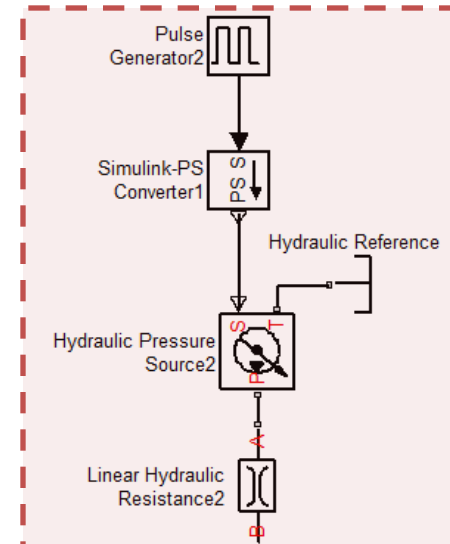 Pulse
Generator2
Simulink-PS
Converter1
PS S
Hydraulic Reference
Hydraulic Pressure
Source2
S
T
P
A
Linear Hydraulic
Resistance2
B